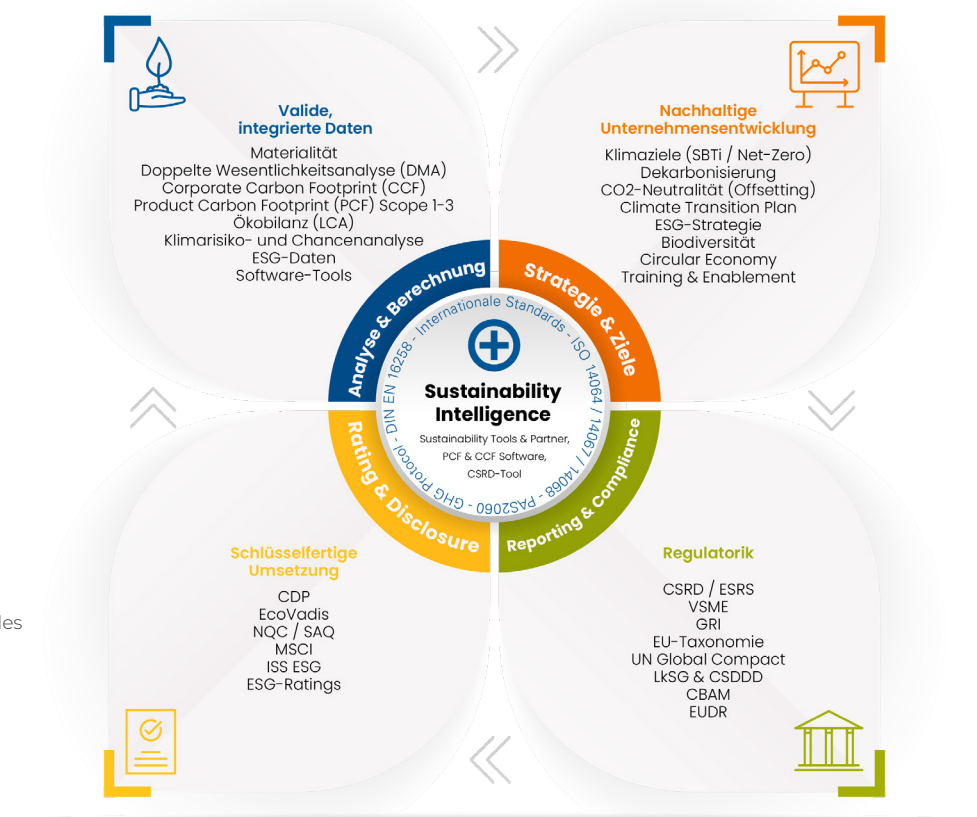 Valide,
integrierte Daten
Materialität
Doppelte Wesentlichkeitsanalyse (DMA)
Corporate Carbon Footprint (CCF)
Product Carbon Footprint (PCF) Scope 1-3
Ökobilanz (LCA)
Klimarisiko- und Chancenanalyse
ESG-Daten
Software-Tools
Nachhaltige
Unternehmensentwicklung
Klimaziele (SBTi / Net-Zero)
Dekarbonisierung
CO2-Neutralität (Offsetting)
Climate Transition Plan
ESG-Strategie
Biodiversität
Circular Economy
Training & Enablement
Analyse & Berechnung
Strategie & Ziele
DIN EN 16258 - Internationale Standards - ISO 14064 / 14067 / 14068 - PAS2060 - GHG Protocol -
Sustainability
Intelligence
Sustainability Tools & Partner,
PCF & CCF Software,
CSRD-Tool
Rating & Disclosure
Reporting & Compliance
Schlüsselfertige
Umsetzung
CDP
EcoVadis
NQC / SAQ
MSCI
ISS ESG
ESG-Ratings
Regulatorik
CSRD / ESRS
VSME
GRI
EU-Taxonomie
UN Global Compact
LkSG & CSDDD
CBAM
EUDR